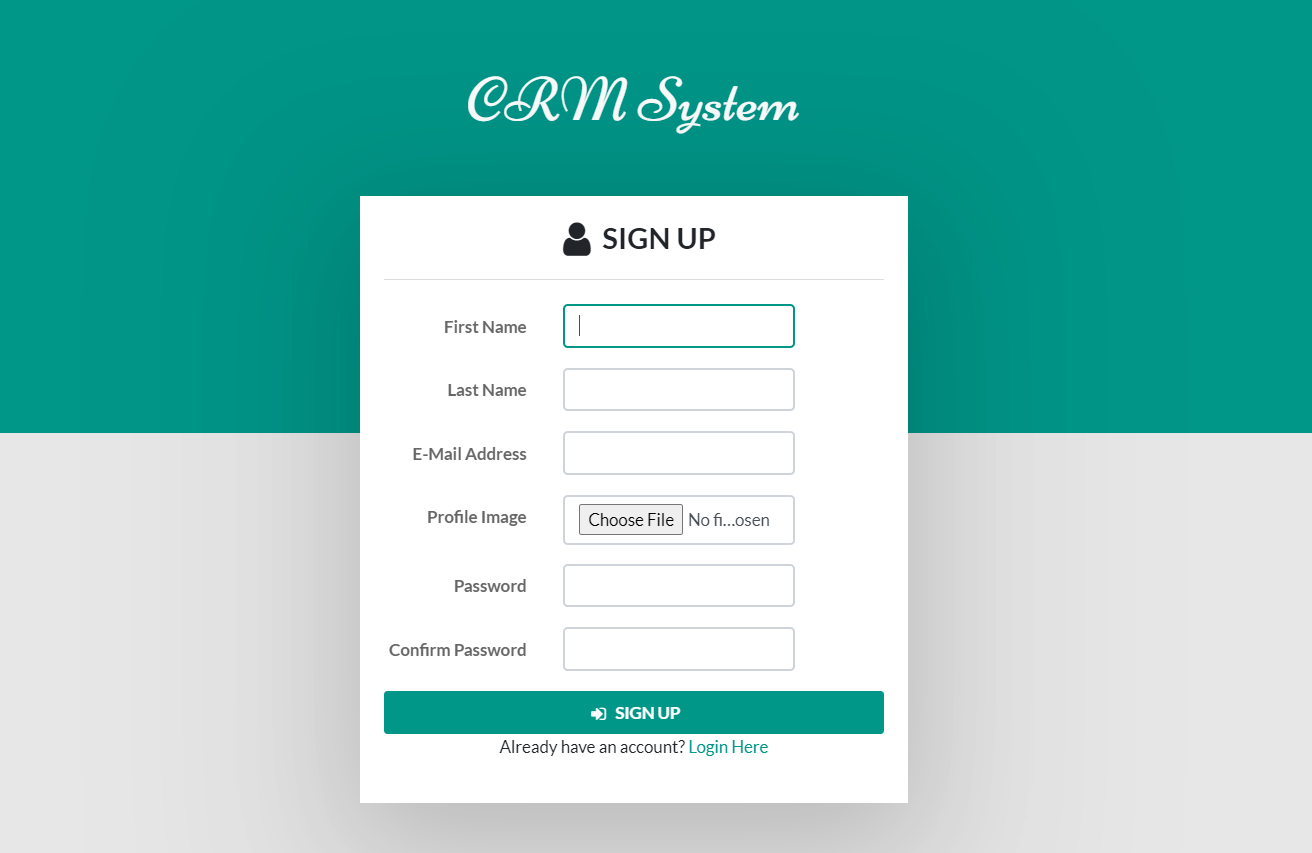 CRM System
SIGN UP
First Name
Last Name
E-Mail Address
Profile Image Choose File No fi...osen
Password
Confirm Password
SIGN UP
Already have an account? Login Here